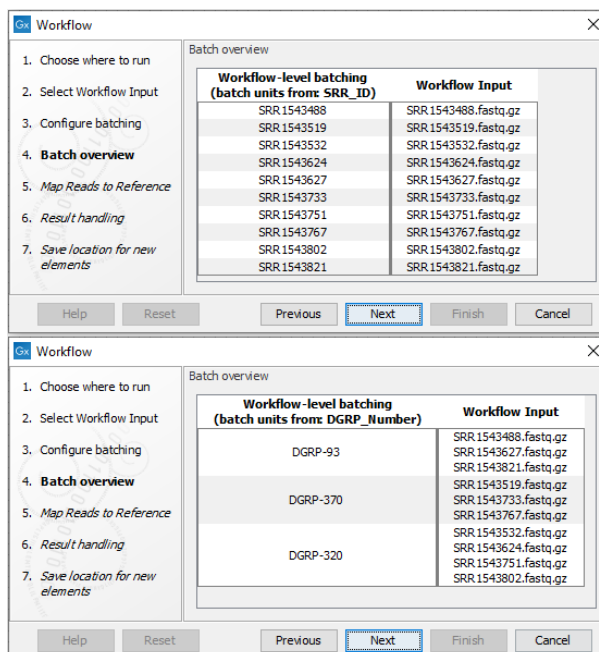 Gx Workflow
1. Choose where to run
2. Select Workflow Input
3. Configure batching
4. Batch overview
5. Map Reads to Reference
6. Result handling
7. Save location for new
elements
Batch overview
Workflow-level batching
(batch units from: SRR_ID)
Workflow Input
SRR1543488 SRR1543488.fastq.gz
SRR1543519 SRR1543519.fastq.gz
SRR1543532 SRR1543532.fastq.gz
SRR1543624 SRR1543624.fastq.gz
SRR1543627 SRR1543627.fastq.gz
SRR1543733 SRR1543733.fastq.gz
SRR1543751 SRR1543751.fastq.gz
SRR1543767 SRR1543767.fastq.gz
SRR1543802 SRR1543802.fastq.gz
SRR1543821 SRR1543821.fastq.gz
Help Reset Previous Next Finish Cancel
Gx Workflow
1. Choose where to run
2. Select Workflow Input
3. Configure batching
4. Batch overview
5. Map Reads to Reference
6. Result handling
7. Save location for new
elements
Batch overview
Workflow-level batching
(batch units from: DGRP_Number)
Workflow Input
DGRP-93
SRR1543488.fastq.gz
SRR1543627.fastq.gz
SRR1543821.fastq.gz
DGRP-370
SRR1543519.fastq.gz
SRR1543733.fastq.gz
SRR1543767.fastq.gz
DGRP-320
SRR1543532.fastq.gz
SRR1543624.fastq.gz
SRR1543751.fastq.gz
SRR1543802.fastq.gz
Help Reset Previous Next Finish Cancel